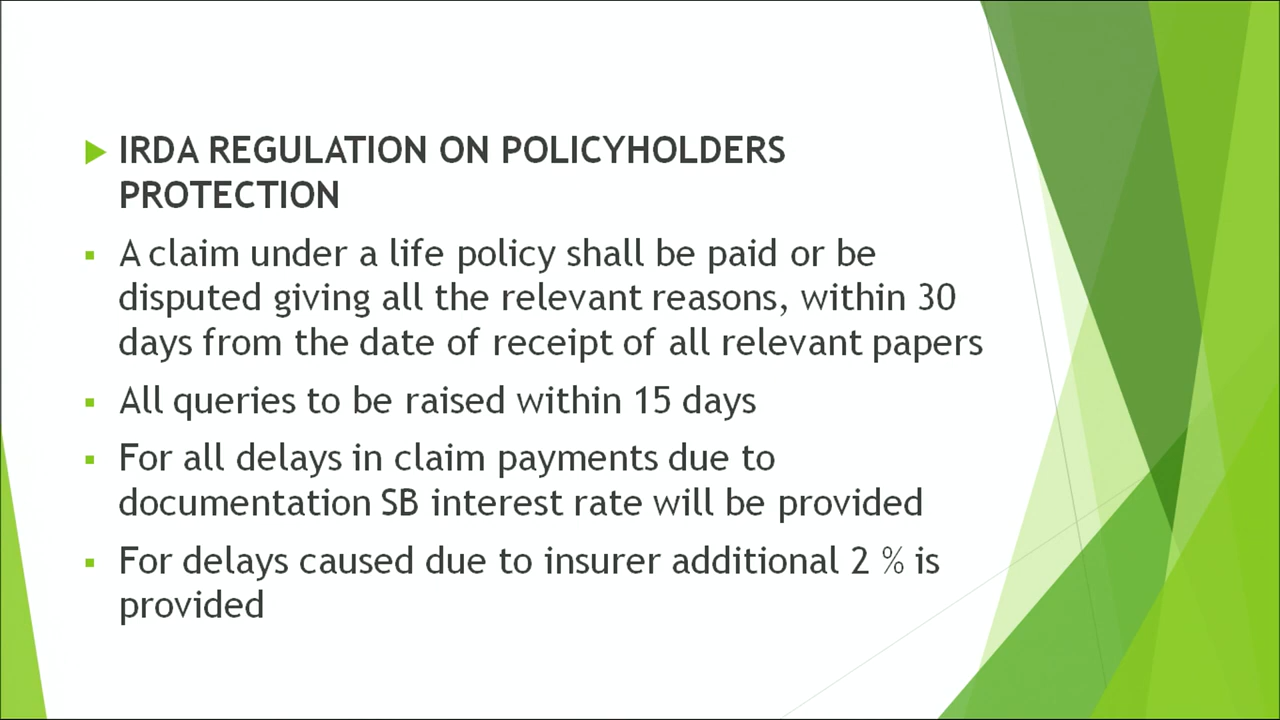 IRDA REGULATION ON POLICYHOLDERS
PROTECTION
A claim under a life policy shall be paid or be
disputed giving all the relevant reasons, within 30
days from the date of receipt of all relevant papers
All queries to be raised within 15 days
For all delays in claim payments due to
documentation SB interest rate will be provided
For delays caused due to insurer additional 2 % is
provided